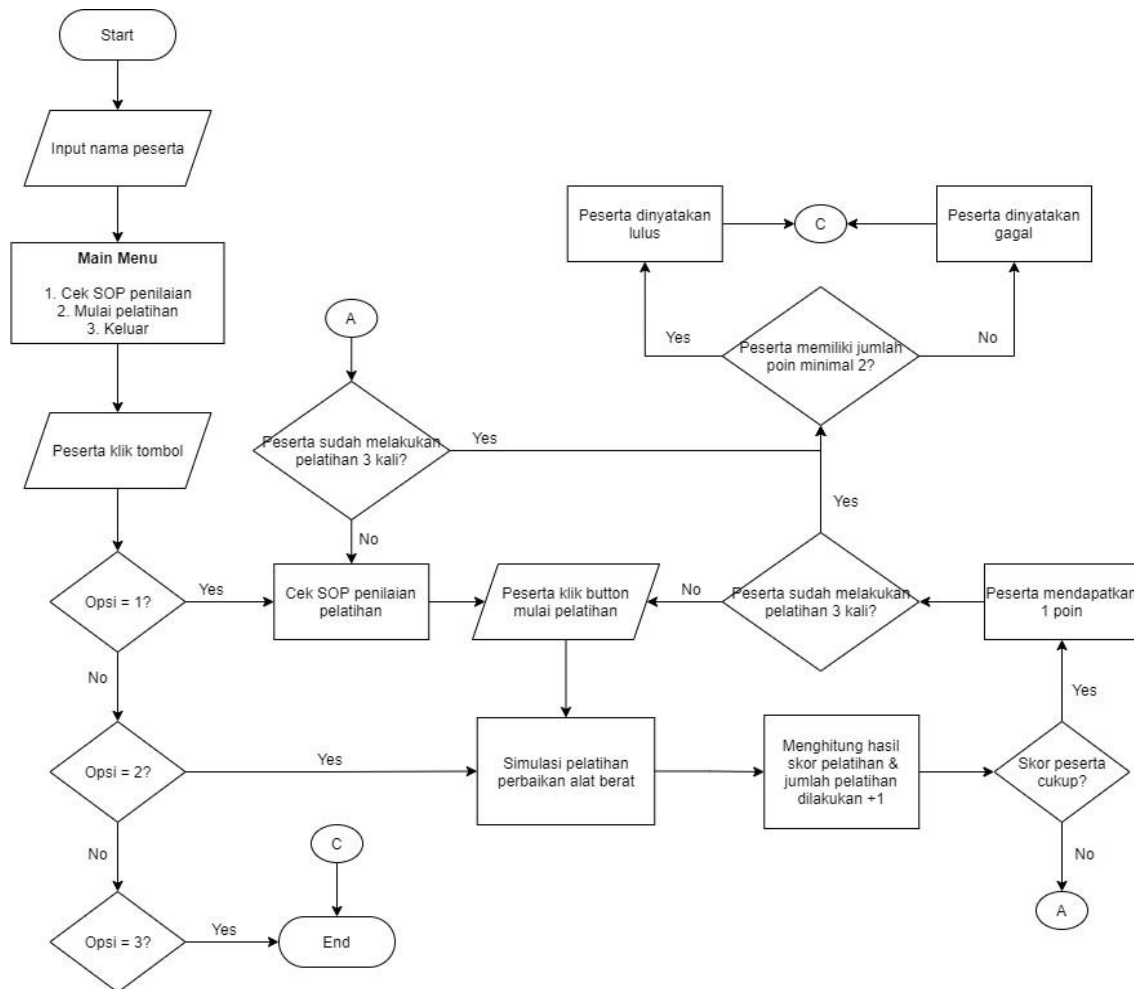 Start
Input nama peserta
Main Menu
1. Cek SOP penilaian
2. Mulai pelatihan
3. Keluar
Peserta klik tombol
Opsi = 1?
Yes
No
Opsi = 2?
Yes
No
Opsi = 3?
Yes
A
Peserta sudah melakukan
pelatihan 3 kali?
Yes
No
Cek SOP penilaian
pelatihan
Peserta klik button
mulai pelatihan
Simulasi pelatihan
perbaikan alat berat
Menghitung hasil
skor pelatihan &
jumlah pelatihan
dilakukan +1
Skor peserta
cukup?
Yes
No
A
Peserta mendapatkan
1 poin
Peserta sudah melakukan
pelatihan 3 kali?
No
Yes
Peserta memiliki jumlah
poin minimal 2?
Yes
No
Peserta dinyatakan
lulus
Peserta dinyatakan
gagal
C
C
End